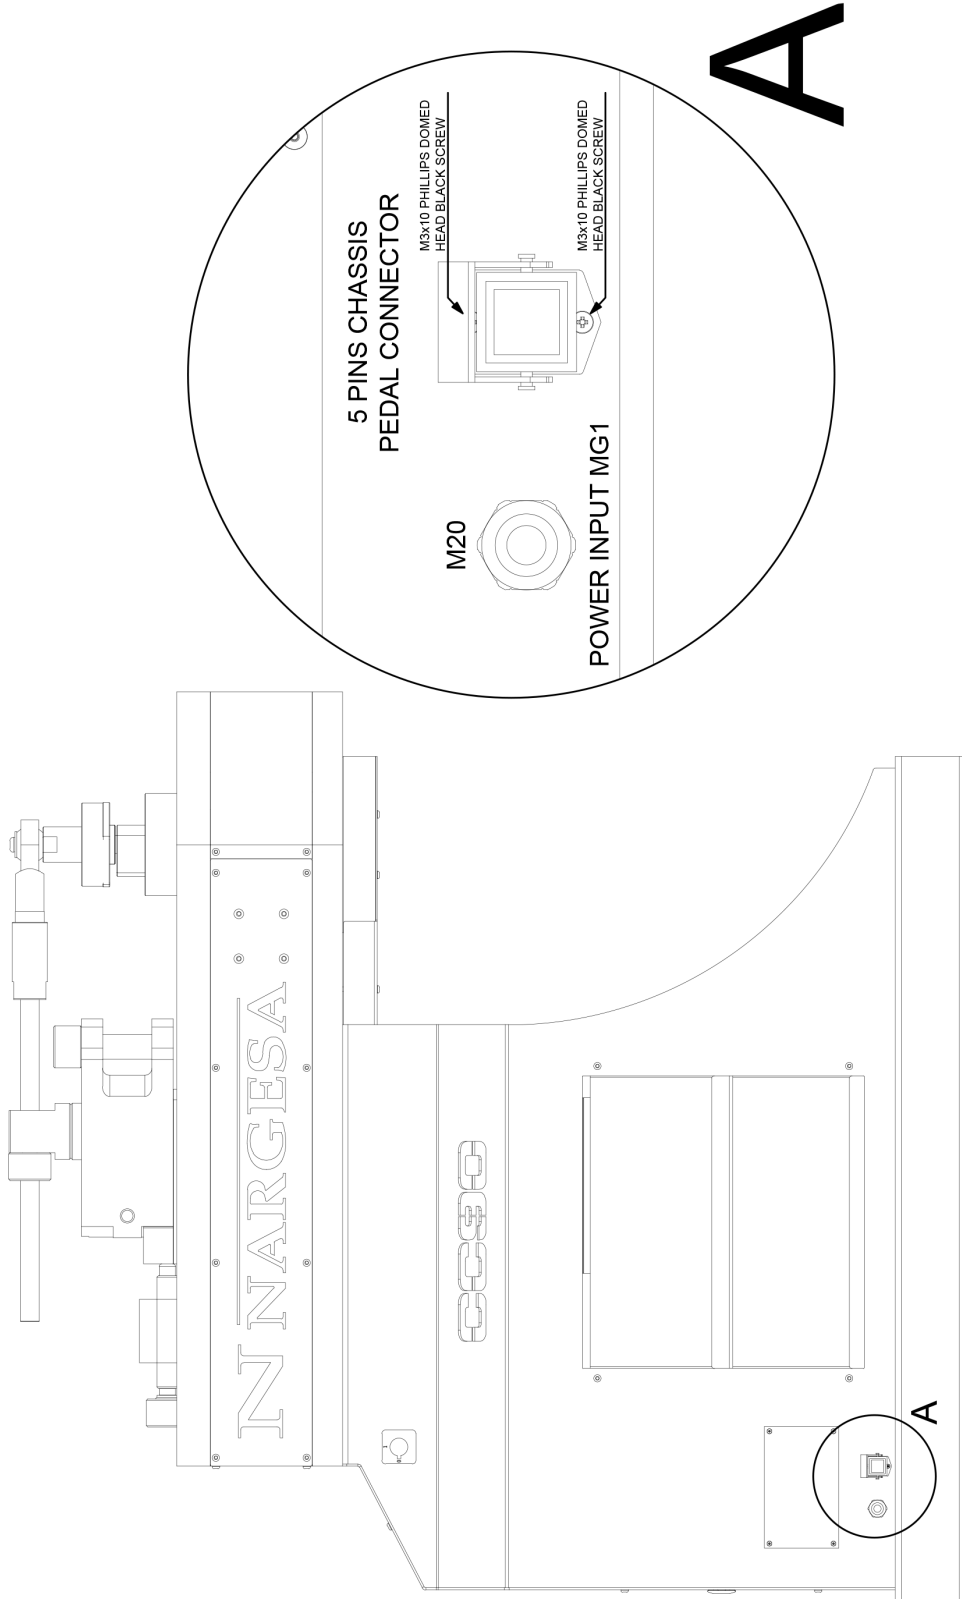 N NARGESA
A
5 PINS CHASSIS
PEDAL CONNECTOR
M3x10 PHILLIPS DOMED
HEAD BLACK SCREW
M20
M3x10 PHILLIPS DOMED
HEAD BLACK SCREW
POWER INPUT MG1
A